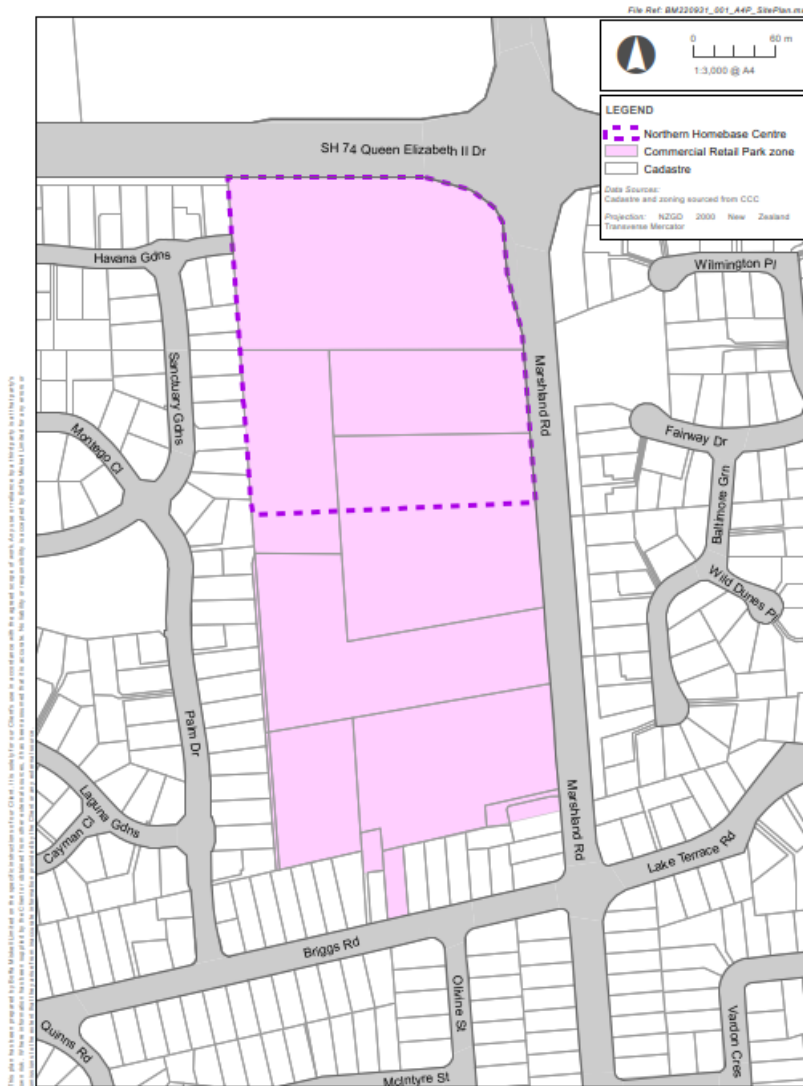 File Ref: BM220931_001_A4P_SitePlan.m
0 60 m
1:3,000 @ A4
LEGEND
Northern Homebase Centre
Commercial Retail Park zone
Cadastre
Data Sources:
Cadastre and zoning sourced from CCC
Projection: NZGD 2000 New Zealand
Transverse Mercator
SH 74 Queen Elizabeth II Dr
Havana Gdns
Wilmington Pl
Sanctuary Gdns
Marshland Rd
Montego Cl
Fairway Dr
Baltimore Grn
Wild Dunes Pl
Palm Dr
Laguna Gdns
Cayman Cl
Marshland Rd
Lake Terrace Rd
Briggs Rd
Olivine St
Quinns Rd
Vardon Cres
McIntyre St